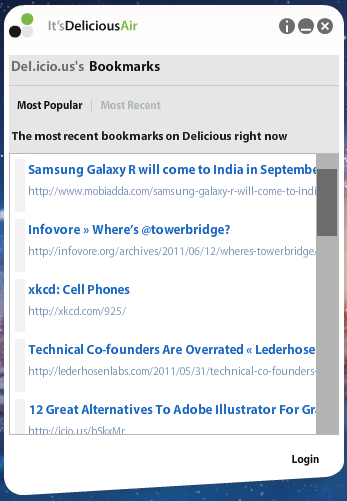 It'sDeliciousAir
Del.icio.us's Bookmarks
Most Popular | Most Recent
The most recent bookmarks on Delicious right now
Samsung Galaxy R will come to India in Septembe
http://www.mobiadda.com/samsung-galaxy-r-will-come-to-indi
Infovore » Where's @towerbridge?
http://infovore.org/archives/2011/06/12/wheres-towerbridge/
xkcd: Cell Phones
http://xkcd.com/925/
Technical Co-founders Are Overrated « Lederhose
http://lederhosenlabs.com/2011/05/31/technical-co-founders-
12 Great Alternatives To Adobe Illustrator For Gra
http://icio.us/hSkxMr
Login